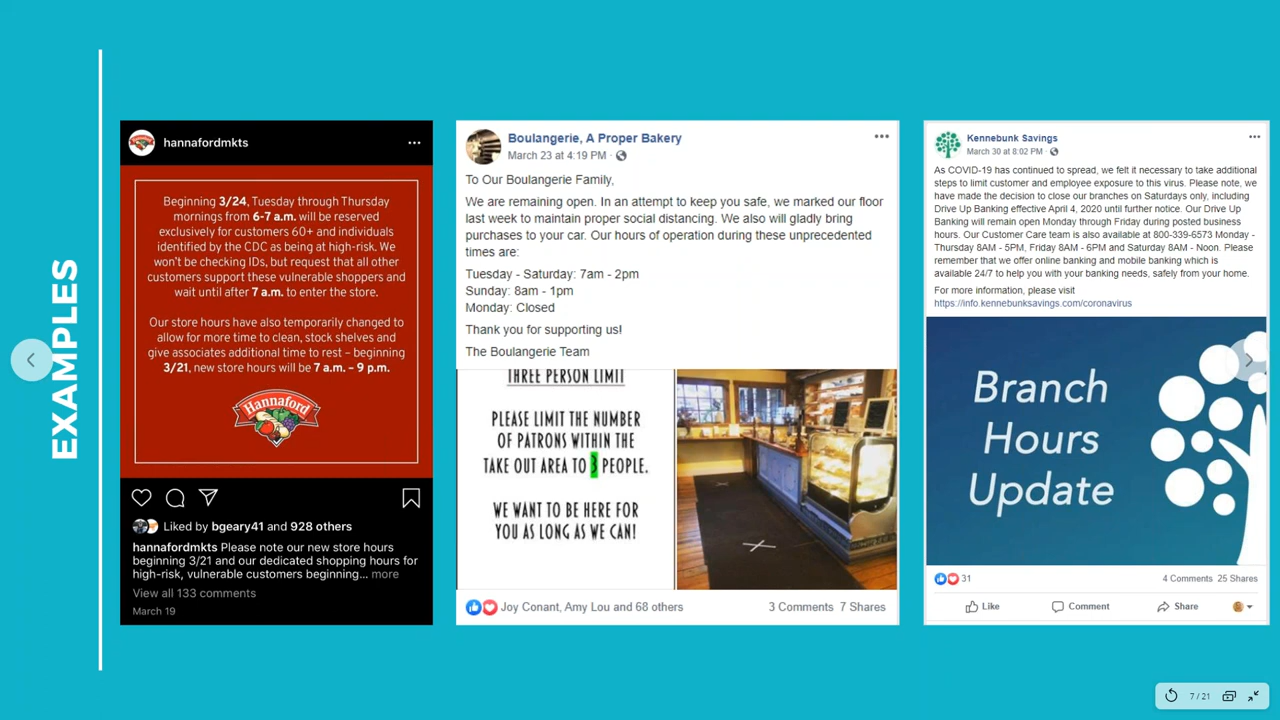 EXAMPLES
hannafordmkts
Beginning 3/24, Tuesday through Thursday
mornings from 6-7 a.m. will be reserved
exclusively for customers 60+ and individuals
identified by the CDC as being at high-risk. We
won't be checking IDs, but request that all other
customers support these vulnerable shoppers and
wait until after 7 a.m. to enter the store.
Our store hours have also temporarily changed to
allow for more time to clean, stock shelves and
give associates additional time to rest – beginning
3/21, new store hours will be 7 a.m. – 9 p.m.
Hannaford
Liked by bgeary41 and 928 others
hannafordmkts Please note our new store hours
beginning 3/21 and our dedicated shopping hours for
high-risk, vulnerable customers beginning... more
View all 133 comments
March 19
Boulangerie, A Proper Bakery
March 23 at 4:19 PM
To Our Boulangerie Family,
We are remaining open. In an attempt to keep you safe, we marked our floor
last week to maintain proper social distancing. We also will gladly bring
purchases to your car. Our hours of operation during these unprecedented
times are:
Tuesday - Saturday: 7am - 2pm
Sunday: 8am - 1pm
Monday: Closed
Thank you for supporting us!
The Boulangerie Team
THREE PERSON LIMIT
PLEASE LIMIT THE NUMBER
OF PATRONS WITHIN THE
TAKE OUT AREA TO 3 PEOPLE.
WE WANT TO BE HERE FOR
YOU AS LONG AS WE CAN!
Joy Conant, Amy Lou and 68 others
3 Comments 7 Shares
Kennebunk Savings
March 30 at 8:02 PM
As COVID-19 has continued to spread, we felt it necessary to take additional
steps to limit customer and employee exposure to this virus. Please note, we
have made the decision to close our branches on Saturdays only, including
Drive Up Banking effective April 4, 2020 until further notice. Our Drive Up
Banking will remain open Monday through Friday during posted business
hours. Our Customer Care team is also available at 800-339-6573 Monday -
Thursday 8AM - 5PM, Friday 8AM - 6PM and Saturday 8AM - Noon. Please
remember that we offer online banking and mobile banking which is
available 24/7 to help you with your banking needs, safely from your home.
For more information, please visit
https://info.kennebunksavings.com/coronavirus
Branch
Hours
Update
31
4 Comments 25 Shares
Like Comment Share
7 / 21